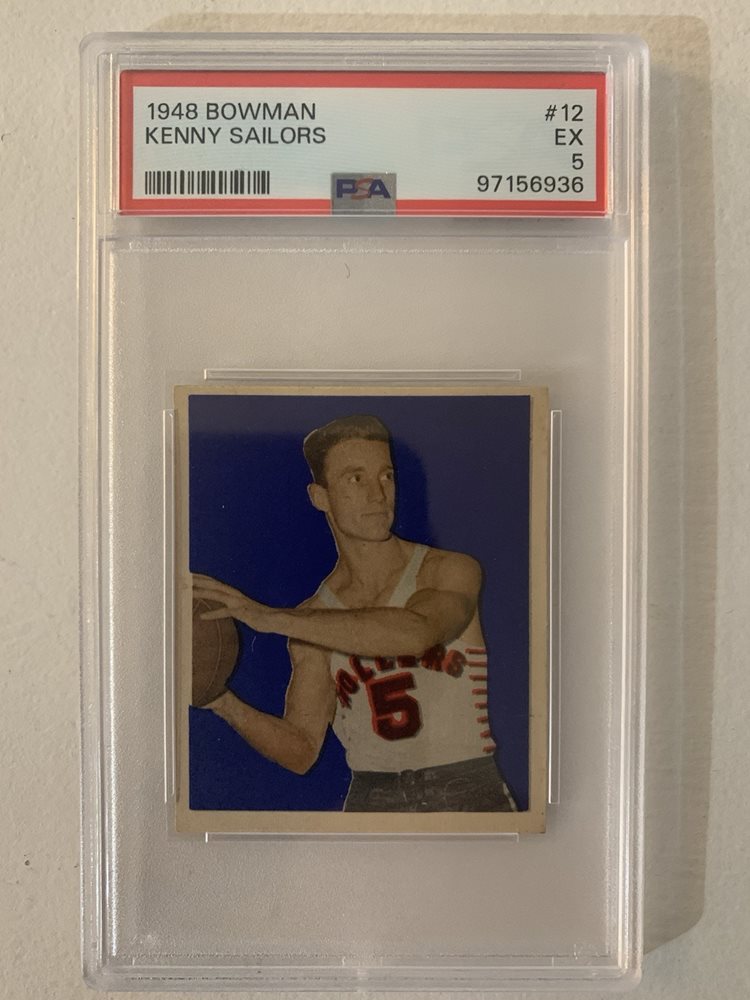 1948 BOWMAN #12
KENNY SAILORS EX
5
PSA 97156936
5